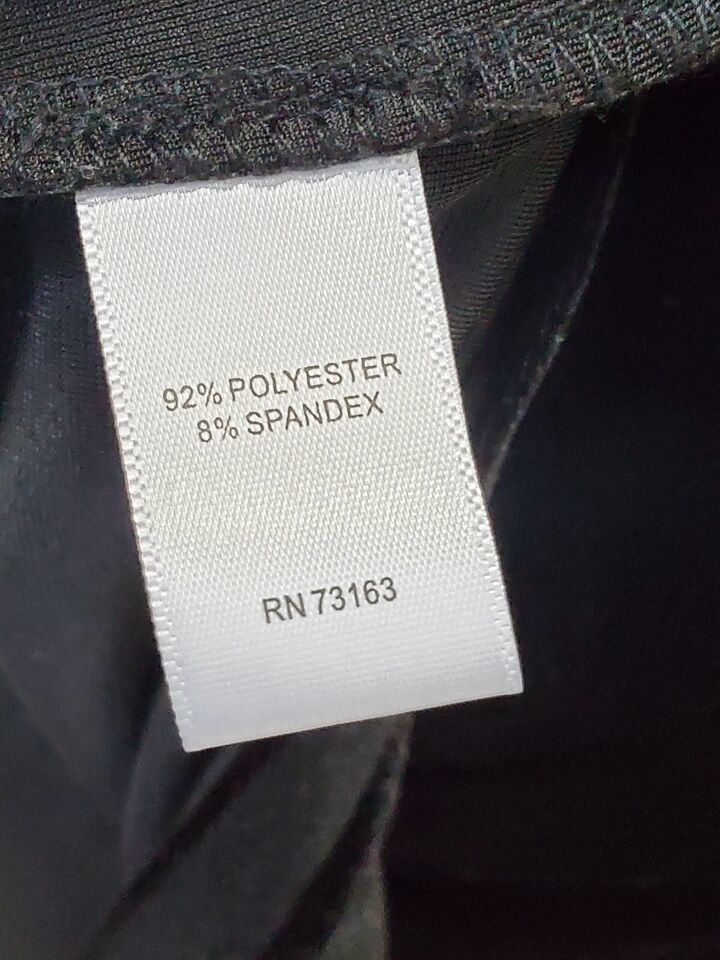 92% POLYESTER
8% SPANDEX
RN 73163